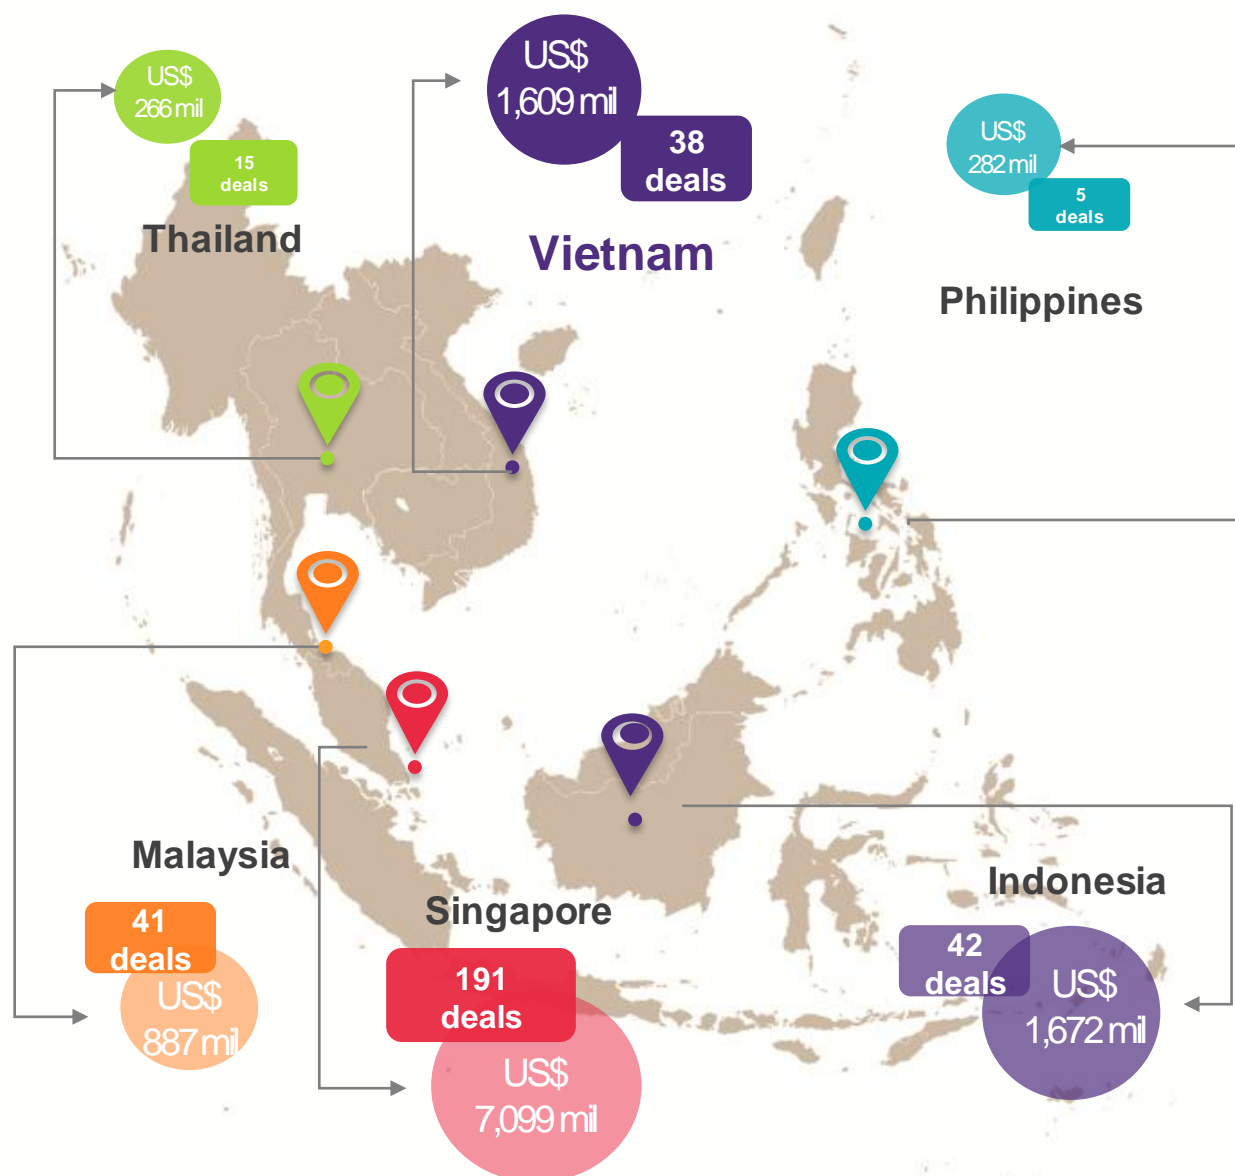 US$
266 mil
15
deals
Thailand
US$
1,609 mil
38
deals
Vietnam
US$
282 mil
5
deals
Philippines
Malaysia
41
deals
US$
887 mil
Singapore
191
deals
US$
7,099 mil
Indonesia
42
deals
US$
1,672 mil